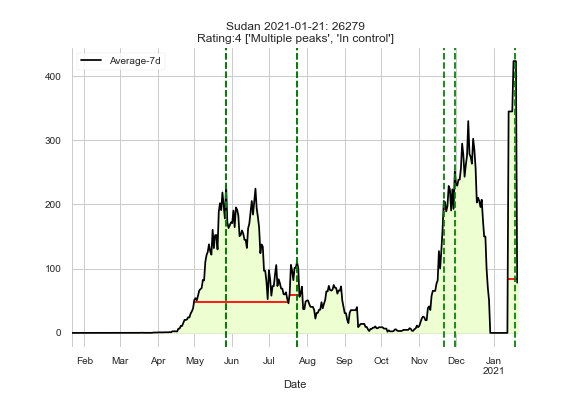 Sudan 2021-01-21: 26279
Rating:4 ['Multiple peaks', 'In control']
Average-7d
400
300
200
100
0
Feb Mar Apr May Jun Jul Aug Sep Oct Nov Dec Jan
2021
Date